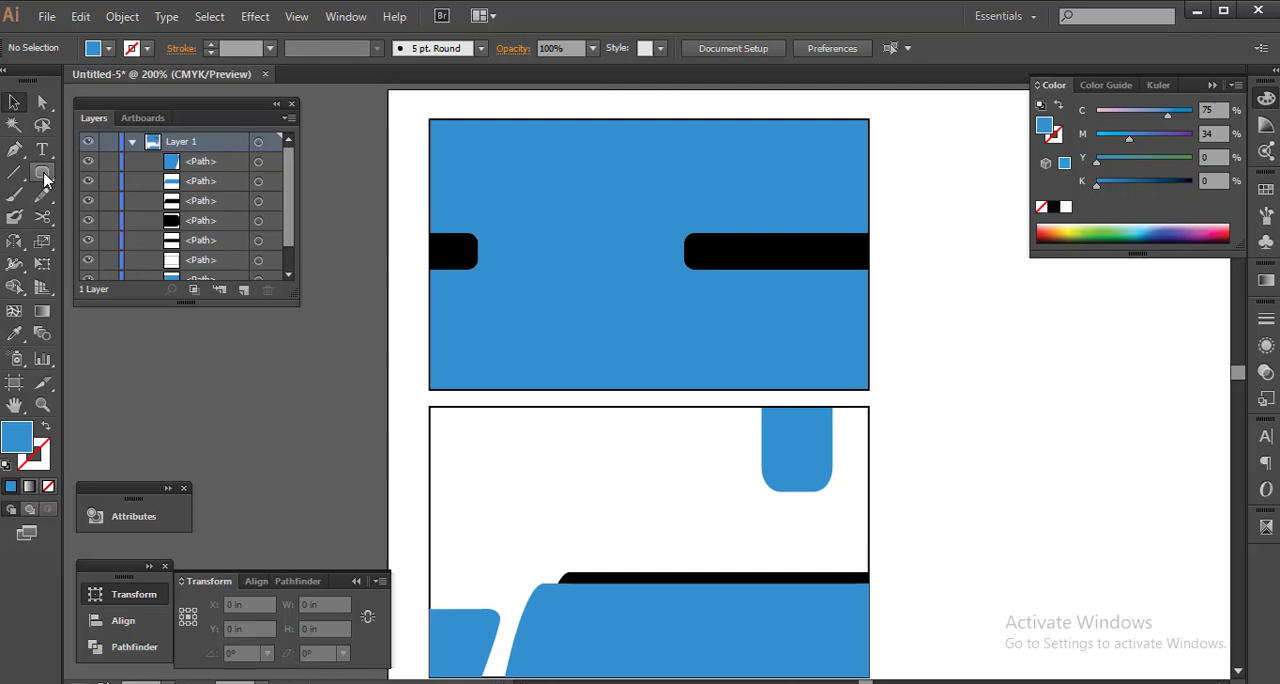 Ai File Edit Object Type Select Effect View Window Help Br Essentials
No Selection Stroke: 5 pt. Round Opacity: 100% Style: Document Setup Preferences
Untitled-5* @ 200% (CMYK/Preview) ×
Layers Artboards
Layer 1
<Path>
<Path>
<Path>
<Path>
<Path>
<Path>
1 Layer
Color Color Guide Kuler
C 75 %
M 34 %
Y 0 %
K 0 %
Attributes
Transform
Align
Pathfinder
Transform Align Pathfinder
X: 0 in W: 0 in
Y: 0 in H: 0 in
0° 0°
Activate Windows
Go to Settings to activate Windows.